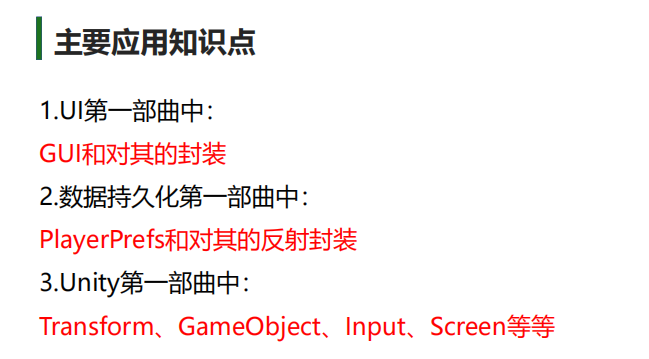 主要应用知识点
1.UI第一部曲中：
GUI和对其的封装
2.数据持久化第一部曲中：
PlayerPrefs和对其的反射封装
3.Unity第一部曲中：
Transform、GameObject、Input、Screen等等